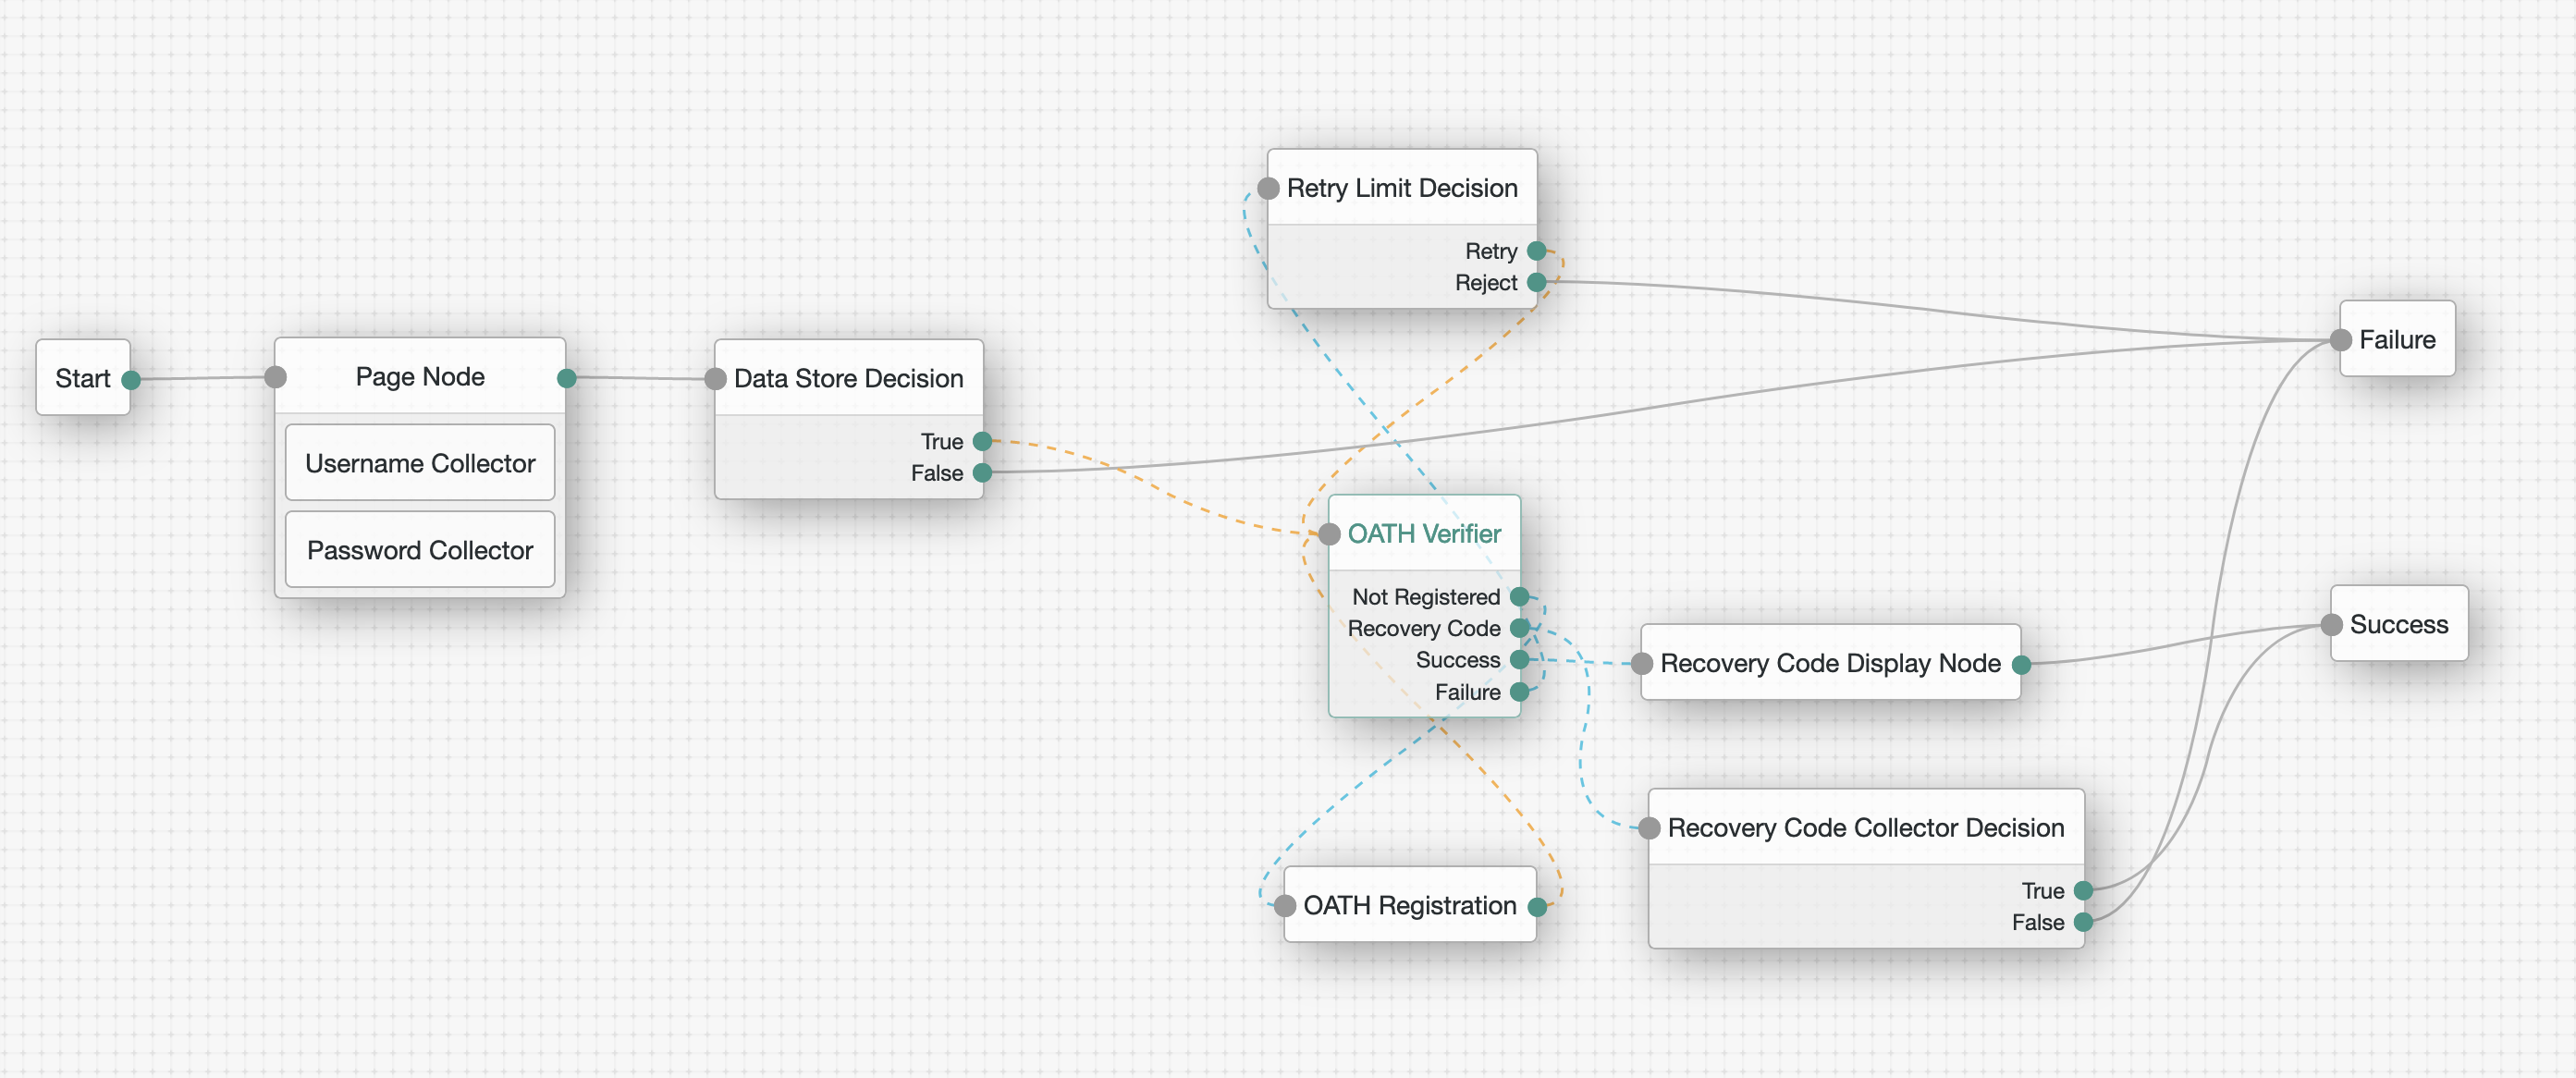 Start
Page Node
Username Collector
Password Collector
Data Store Decision
True
False
Retry Limit Decision
Retry
Reject
OATH Verifier
Not Registered
Recovery Code
Success
Failure
OATH Registration
Recovery Code Display Node
Recovery Code Collector Decision
True
False
Failure
Success